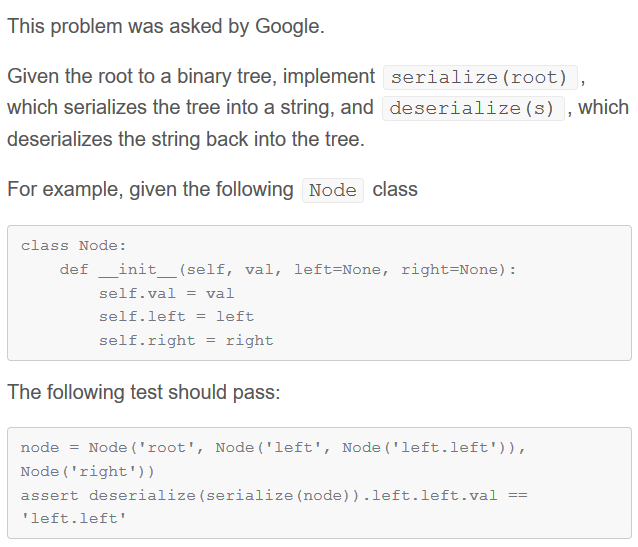 This problem was asked by Google.
Given the root to a binary tree, implement serialize(root) ,
which serializes the tree into a string, and deserialize(s) , which
deserializes the string back into the tree.
For example, given the following Node class
class Node:
    def __init__(self, val, left=None, right=None):
        self.val = val
        self.left = left
        self.right = right
The following test should pass:
node = Node('root', Node('left', Node('left.left')),
Node('right'))
assert deserialize(serialize(node)).left.left.val ==
'left.left'